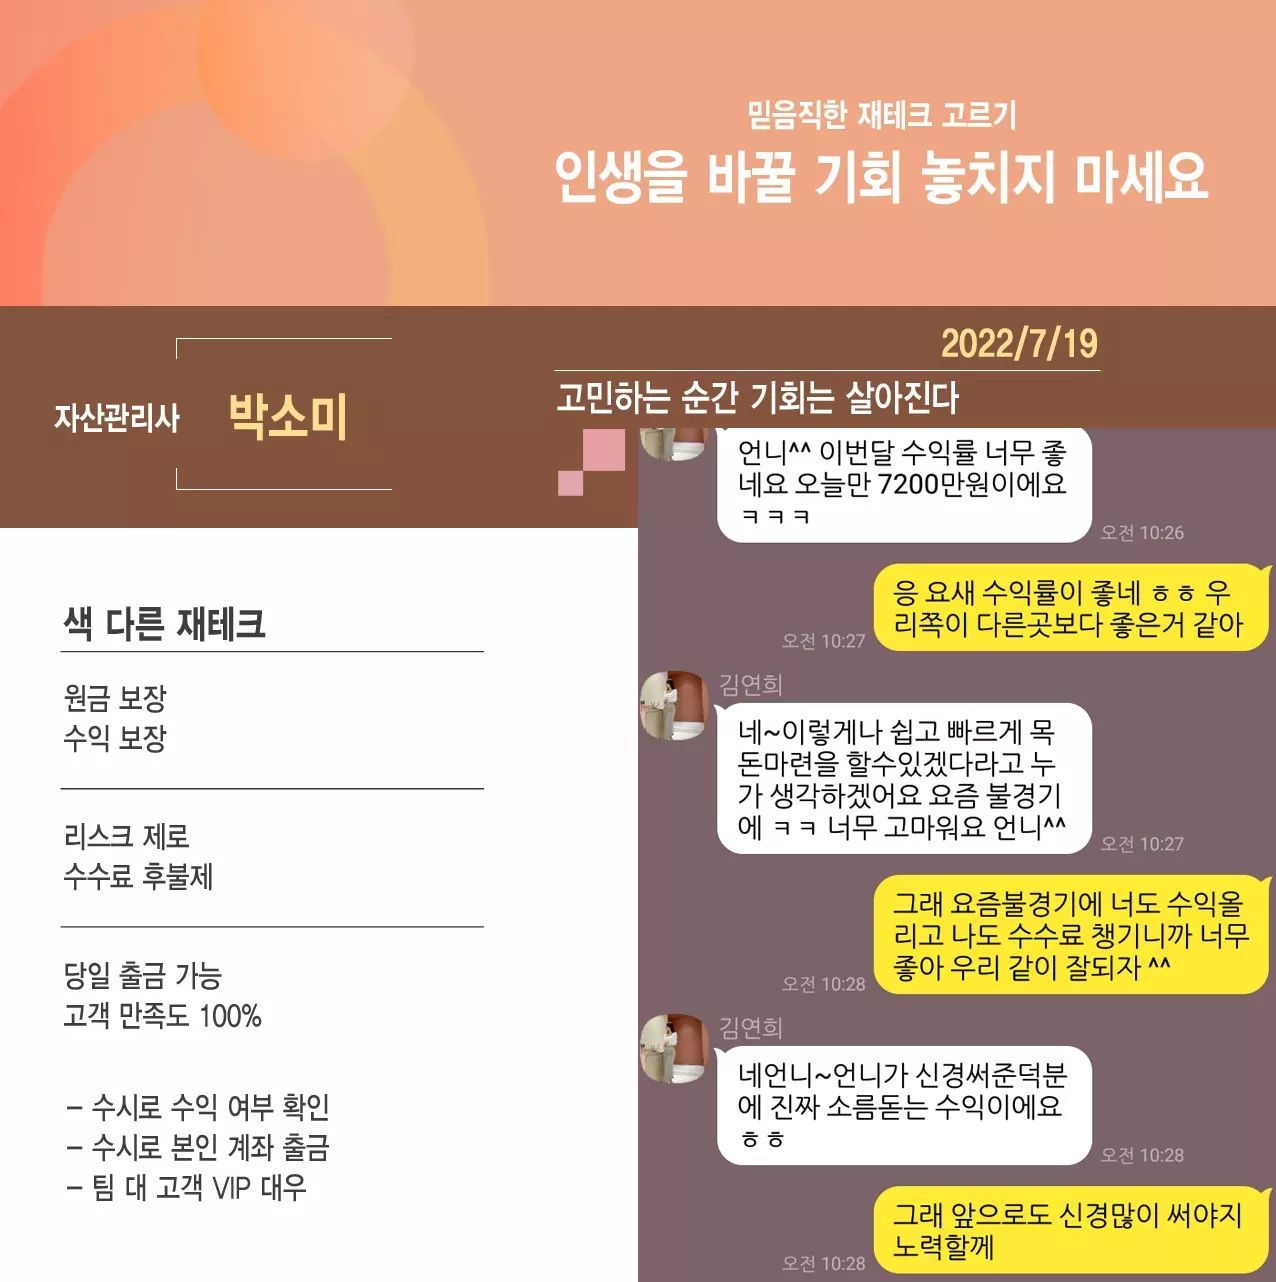 믿음직한 재테크 고르기
인생을 바꿀 기회 놓치지 마세요
자산관리사
박소미
2022/7/19
고민하는 순간 기회는 살아진다
색 다른 재테크
원금 보장
수익 보장
리스크 제로
수수료 후불제
당일 출금 가능
고객 만족도 100%
– 수시로 수익 여부 확인
– 수시로 본인 계좌 출금
– 팀 대 고객 VIP 대우
언니^^ 이번달 수익률 너무 좋
네요 오늘만 7200만원이에요
ㅋㅋㅋ
오전 10:26
응 요새 수익률이 좋네 ㅎㅎ 우
리쪽이 다른곳보다 좋은거 같아
오전 10:27
김연희
네~이렇게나 쉽고 빠르게 목
돈마련을 할수있겠다라고 누
가 생각하겠어요 요즘 불경기
에 ㅋㅋ 너무 고마워요 언니^^
오전 10:27
그래 요즘불경기에 너도 수익올
리고 나도 수수료 챙기니까 너무
좋아 우리 같이 잘되자 ^^
오전 10:28
김연희
네언니~언니가 신경써준덕분
에 진짜 소름돋는 수익이에요
ㅎㅎ
오전 10:28
그래 앞으로도 신경많이 써야지
노력할께
오전 10:28